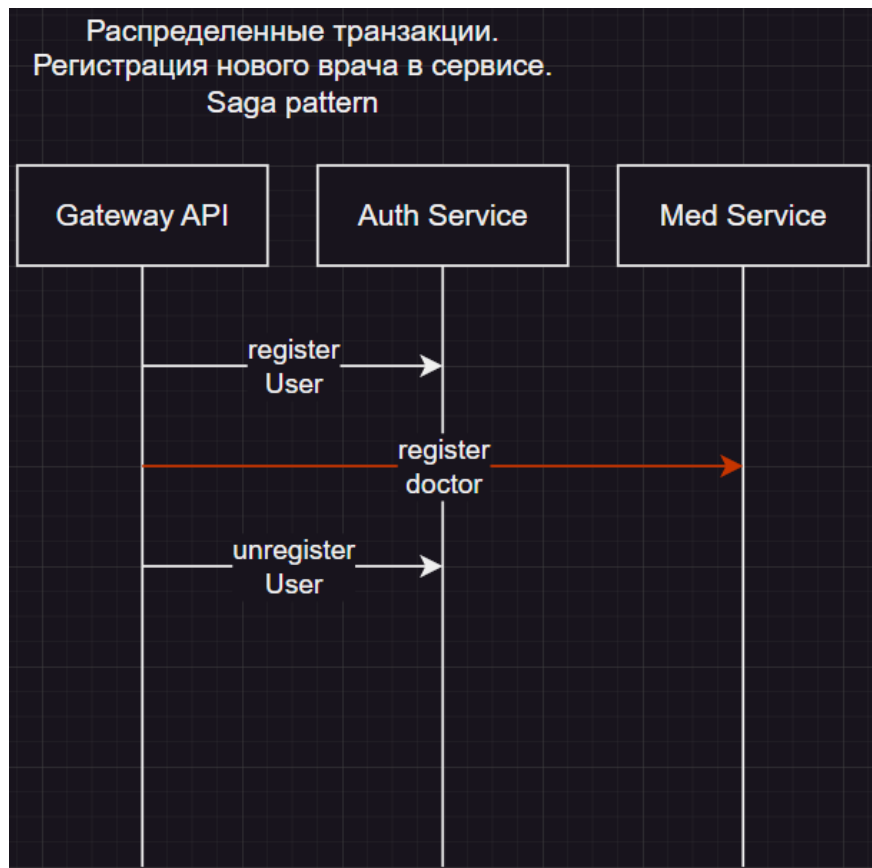 Распределенные транзакции.
Регистрация нового врача в сервисе.
Saga pattern
Gateway API
Auth Service
Med Service
register
User
register
doctor
unregister
User